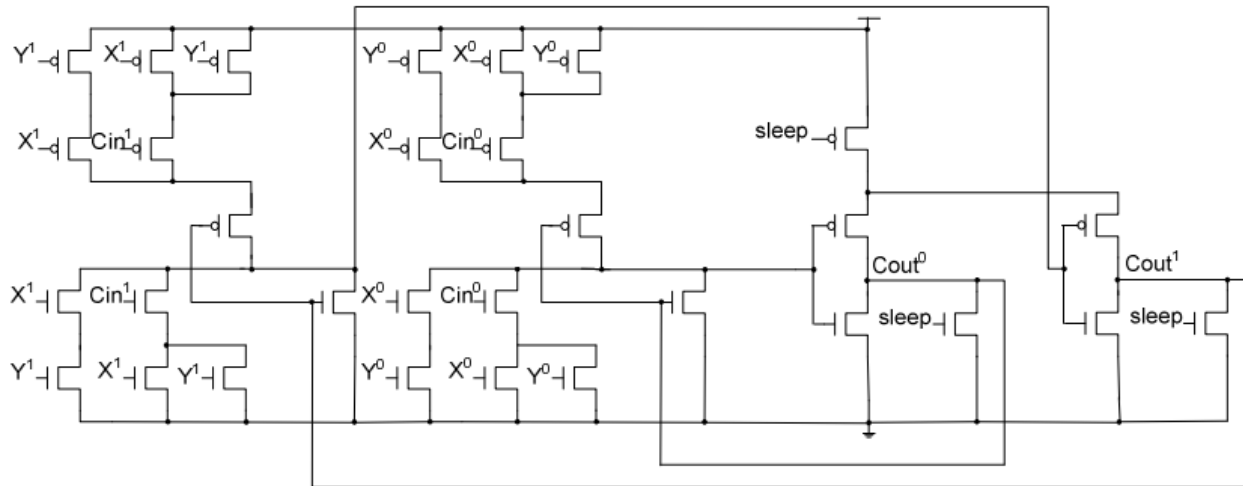 Y¹ X¹ Y¹ Y⁰ X⁰ Y⁰
X¹ Cin¹ X⁰ Cin⁰ sleep
Cout⁰ Cout¹
X¹ Cin¹ X⁰ Cin⁰ sleep sleep
Y¹ X¹ Y¹ Y⁰ X⁰ Y⁰